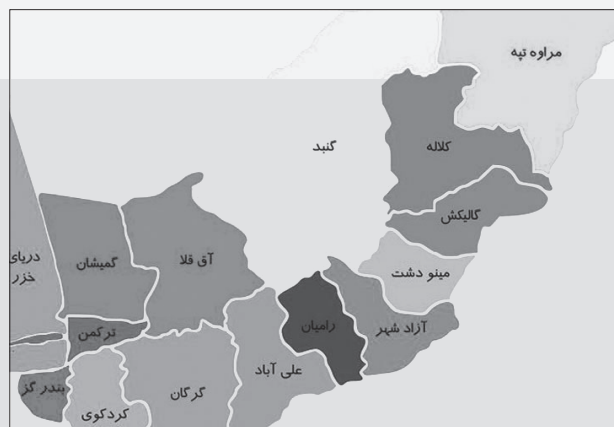 مراوه تپه
کلاله
گنبد
گالیکش
مینو دشت
آق قلا
گمیشان
دریای
خزر
رامیان
آزاد شهر
ترکمن
علی آباد
بندر گز
گرگان
کردکوی